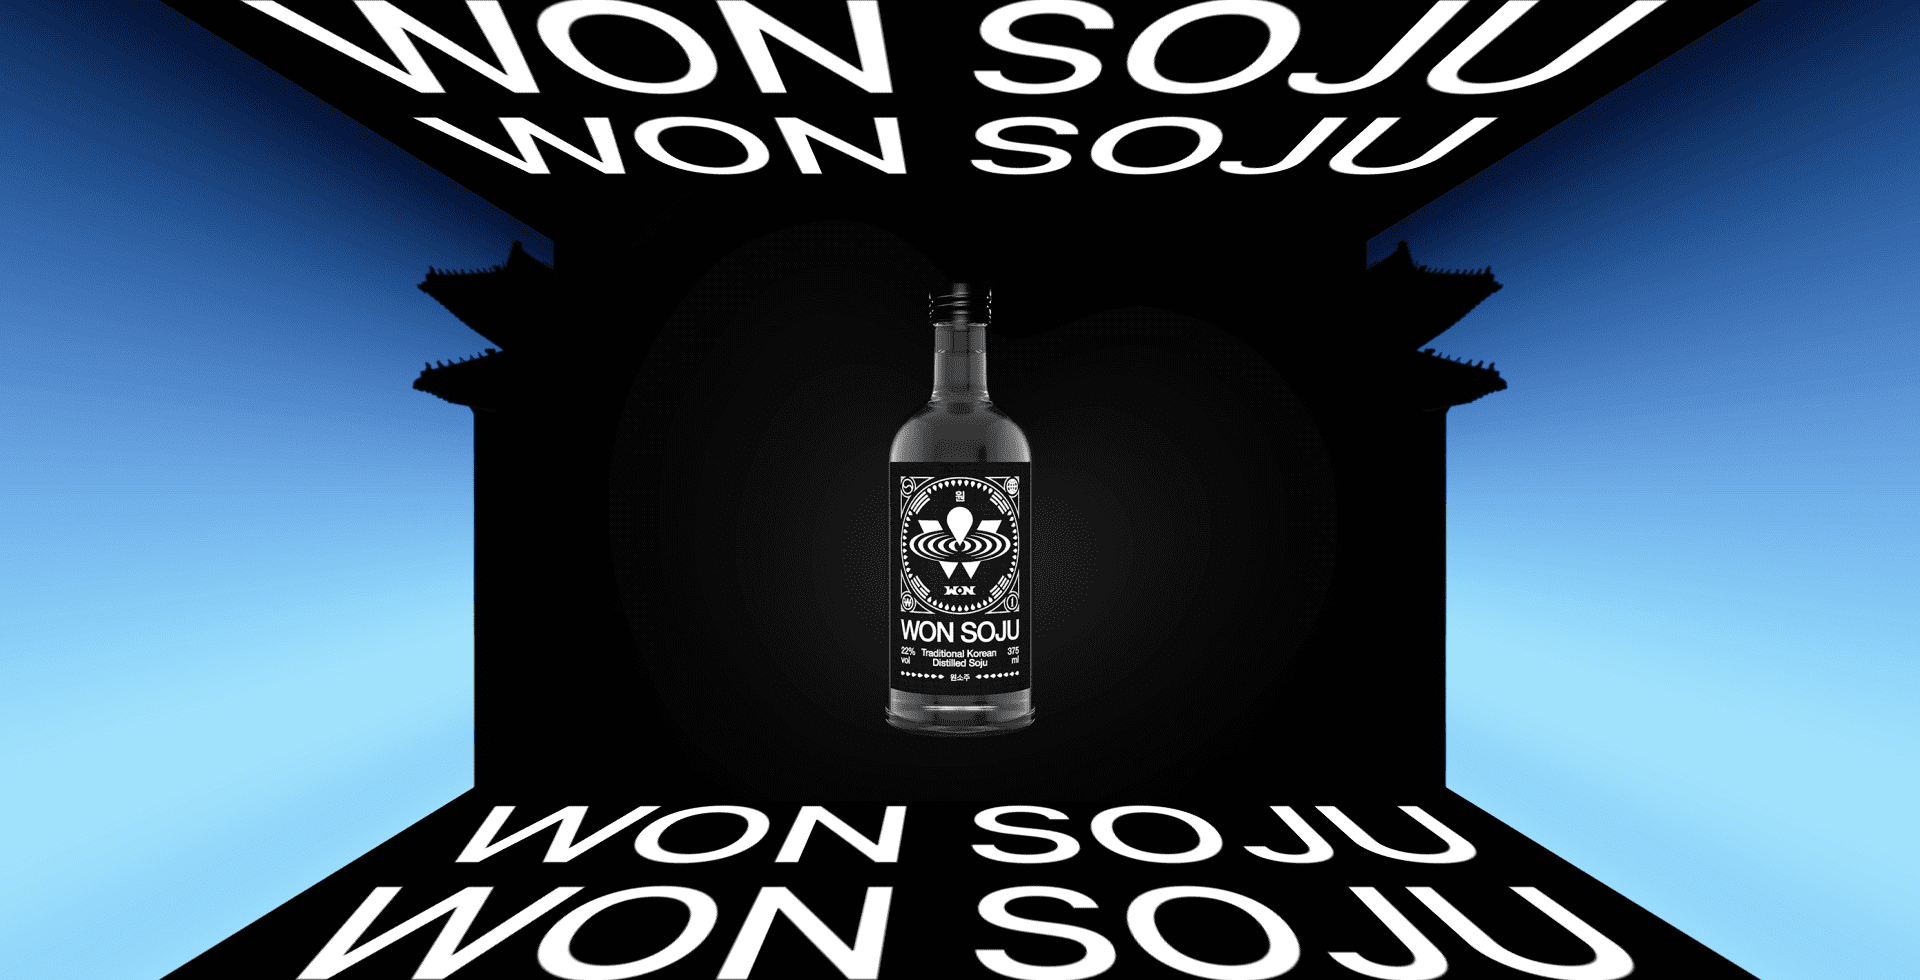 WON SOJU
WON SOJU
원
WON
WON SOJU
22% vol
Traditional Korean
Distilled Soju
375 ml
원소주
WON SOJU
WON SOJU